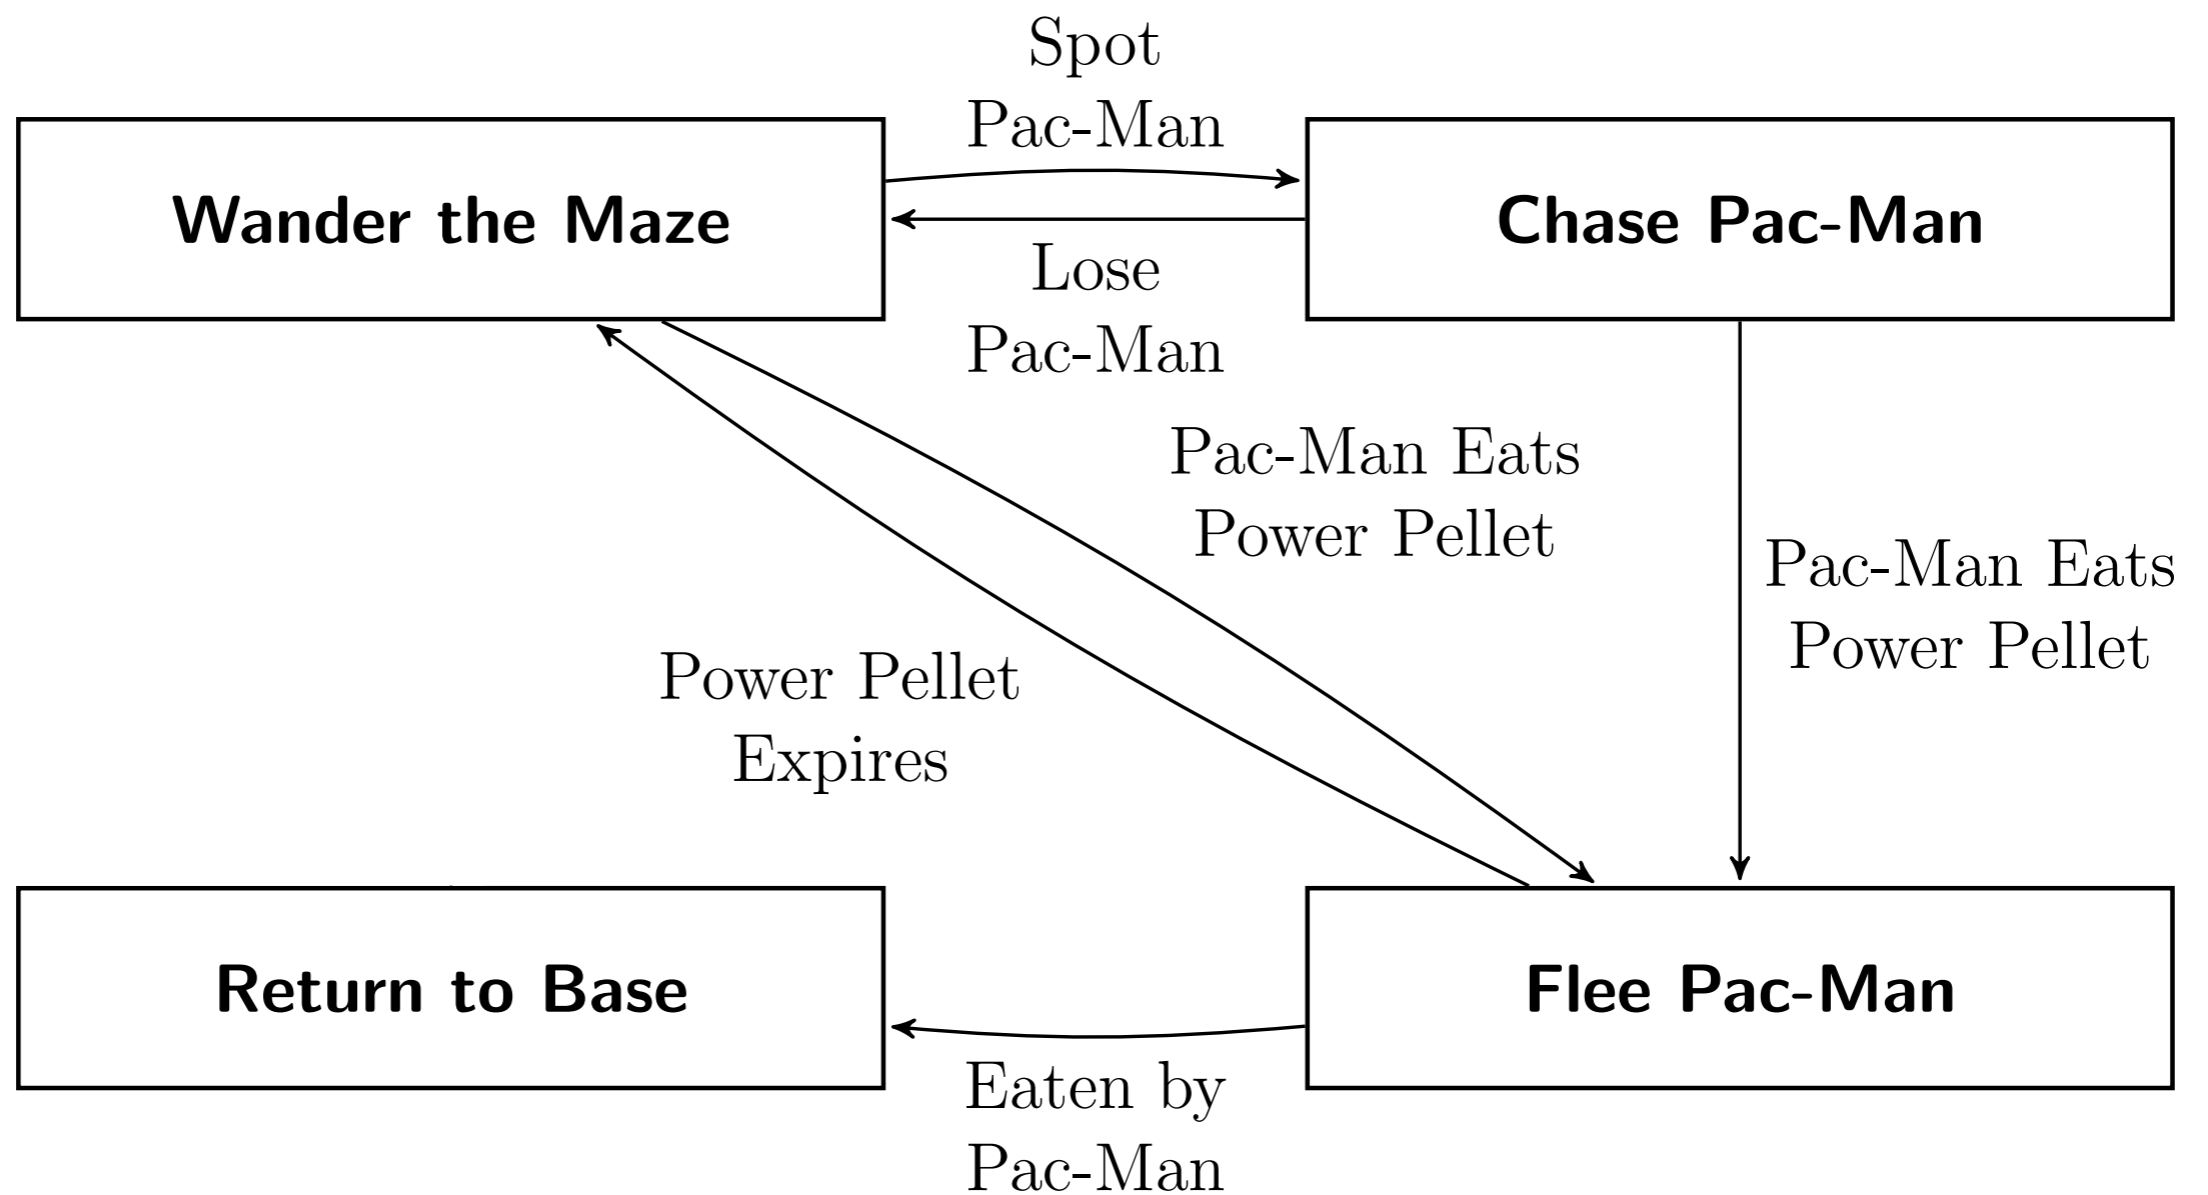 Spot
Pac-Man
Wander the Maze
Chase Pac-Man
Lose
Pac-Man
Pac-Man Eats
Power Pellet
Pac-Man Eats
Power Pellet
Power Pellet
Expires
Return to Base
Flee Pac-Man
Eaten by
Pac-Man